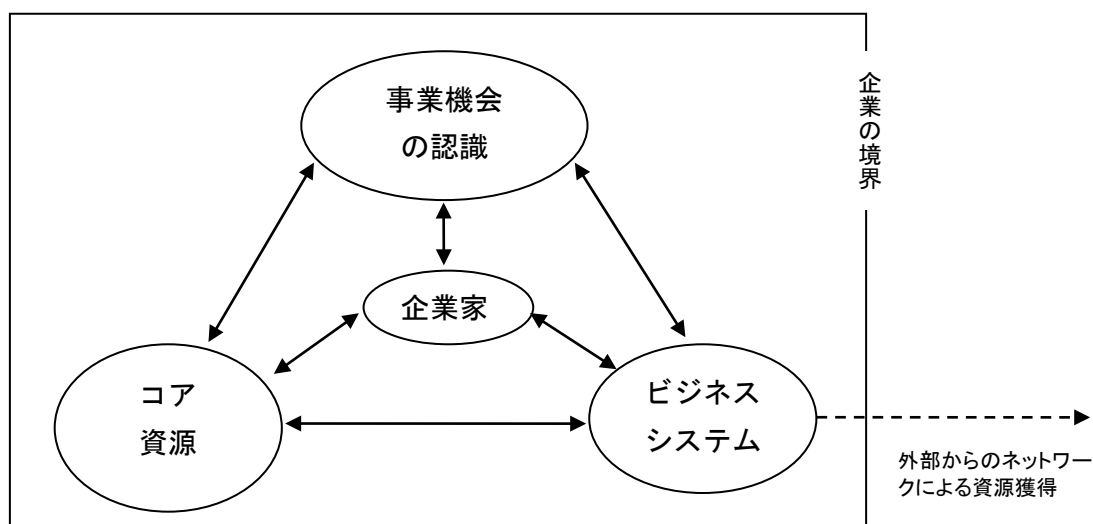 事業機会
の認識
企業の境界
企業家
コア
資源
ビジネス
システム
外部からのネットワー
クによる資源獲得